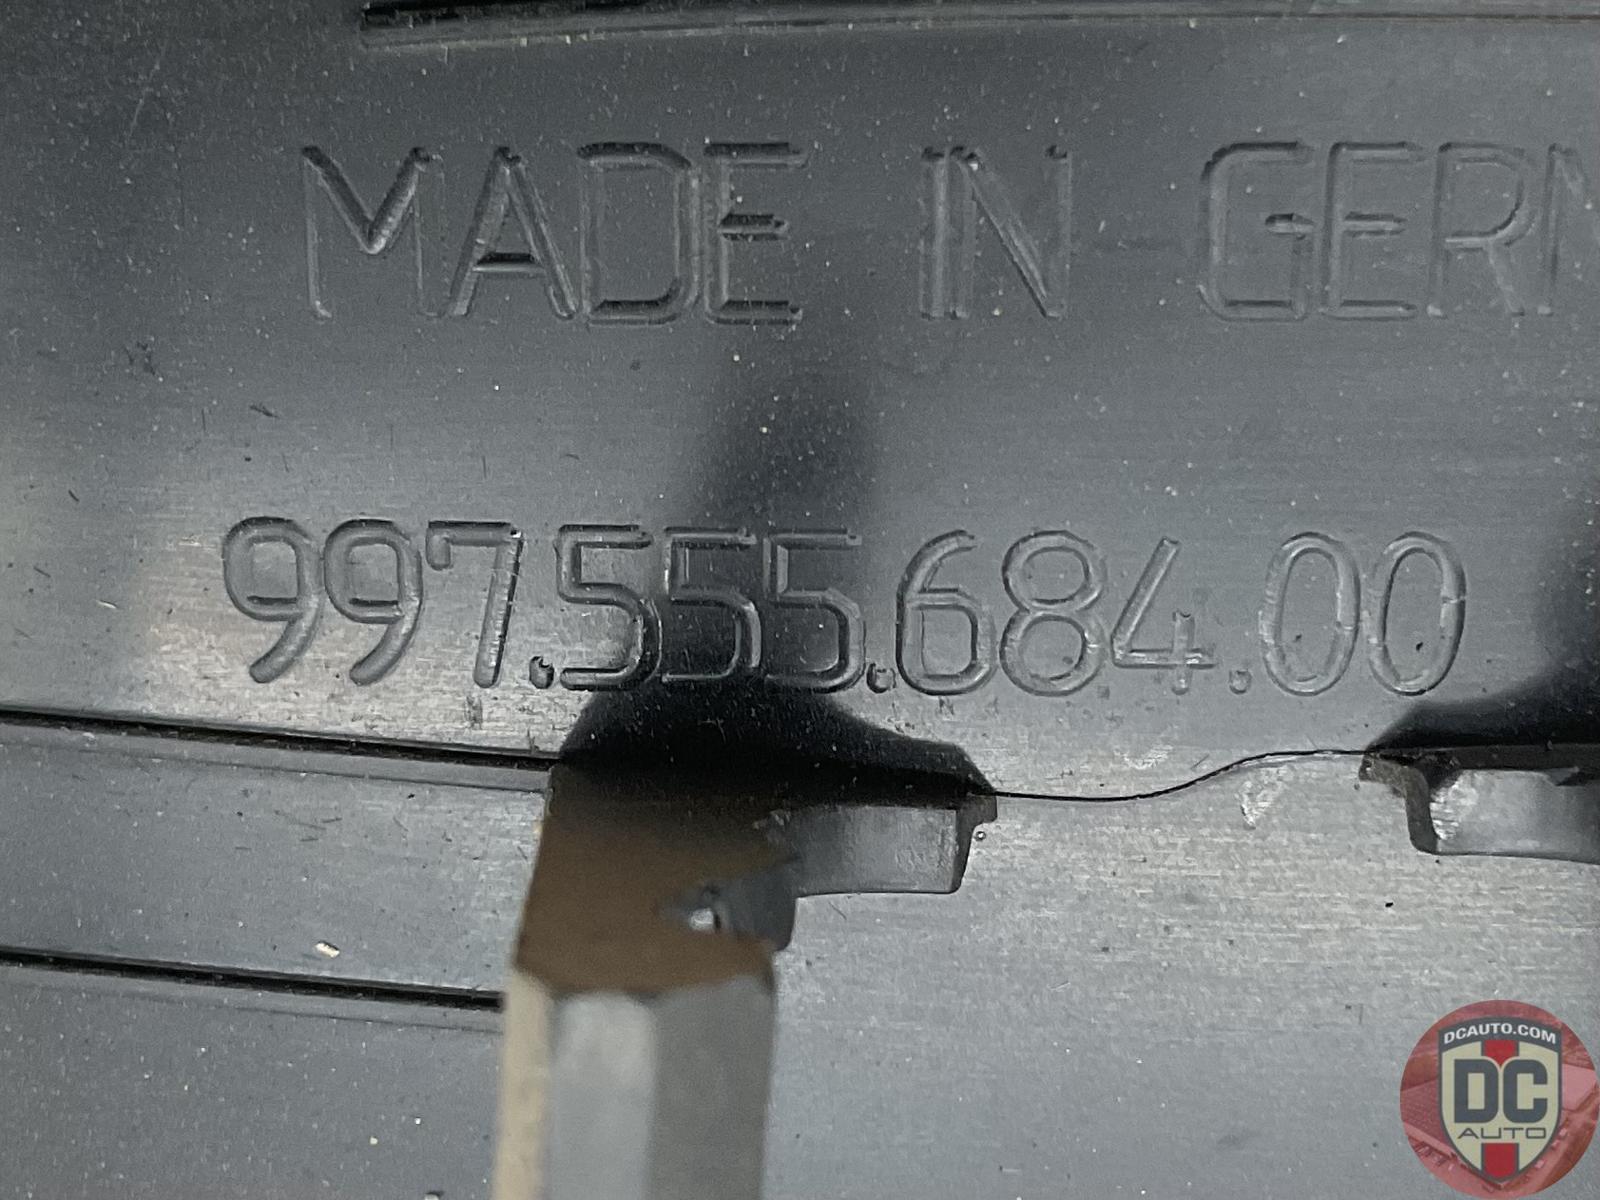 MADE IN GERM
997.555.684.00
DCAUTO.COM
DC
AUTO